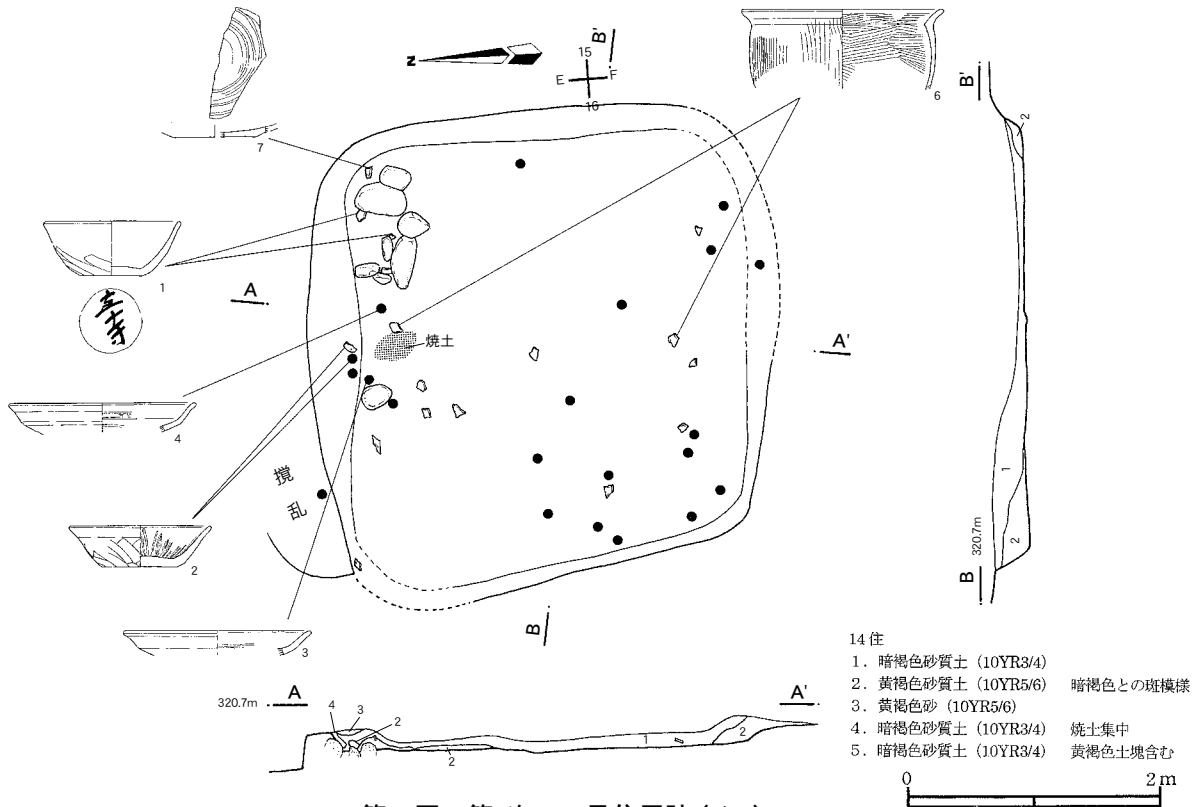 B'
15
E F
16
N
6
B'
2
7
1
A
焼土
A'
4
撹
乱
2
1
320.7m
2
B
3
B
14住
1. 暗褐色砂質土 (10YR3/4)
2. 黄褐色砂質土 (10YR5/6) 暗褐色との斑模様
3. 黄褐色砂 (10YR5/6)
4. 暗褐色砂質土 (10YR3/4) 焼土集中
5. 暗褐色砂質土 (10YR3/4) 黄褐色土塊含む
320.7m A
A'
4 3 2
2
1
2
0 2m